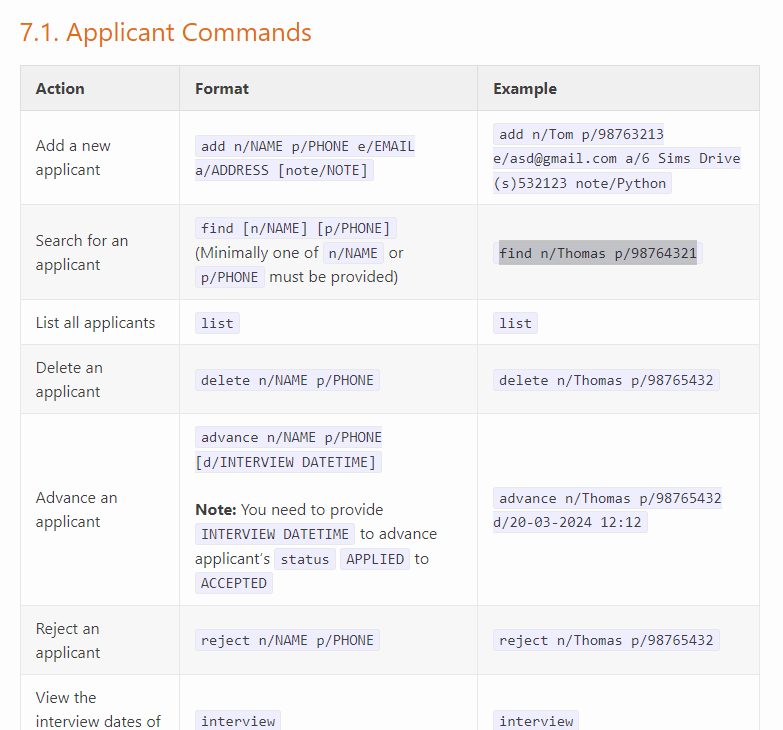 7.1. Applicant Commands
Action Format Example
Add a new
applicant
add n/NAME p/PHONE e/EMAIL
a/ADDRESS [note/NOTE]
add n/Tom p/98763213
e/asd@gmail.com a/6 Sims Drive
(s)532123 note/Python
Search for an
applicant
find [n/NAME] [p/PHONE]
(Minimally one of n/NAME or
p/PHONE must be provided)
find n/Thomas p/98764321
List all applicants
list
list
Delete an
applicant
delete n/NAME p/PHONE
delete n/Thomas p/98765432
Advance an
applicant
advance n/NAME p/PHONE
[d/INTERVIEW DATETIME]
Note: You need to provide
INTERVIEW DATETIME to advance
applicant's status APPLIED to
ACCEPTED
advance n/Thomas p/98765432
d/20-03-2024 12:12
Reject an
applicant
reject n/NAME p/PHONE
reject n/Thomas p/98765432
View the
interview dates of
interview
interview